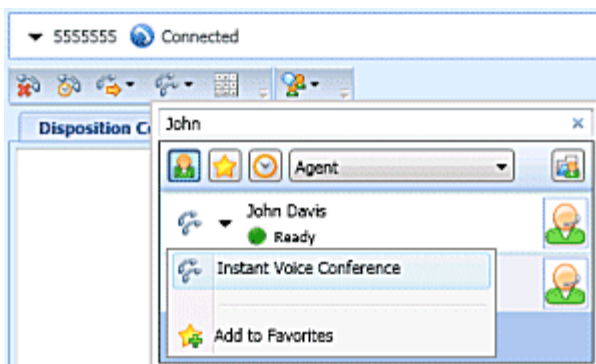 5555555 Connected
Disposition C
John
Agent
John Davis
Ready
Instant Voice Conference
Add to Favorites